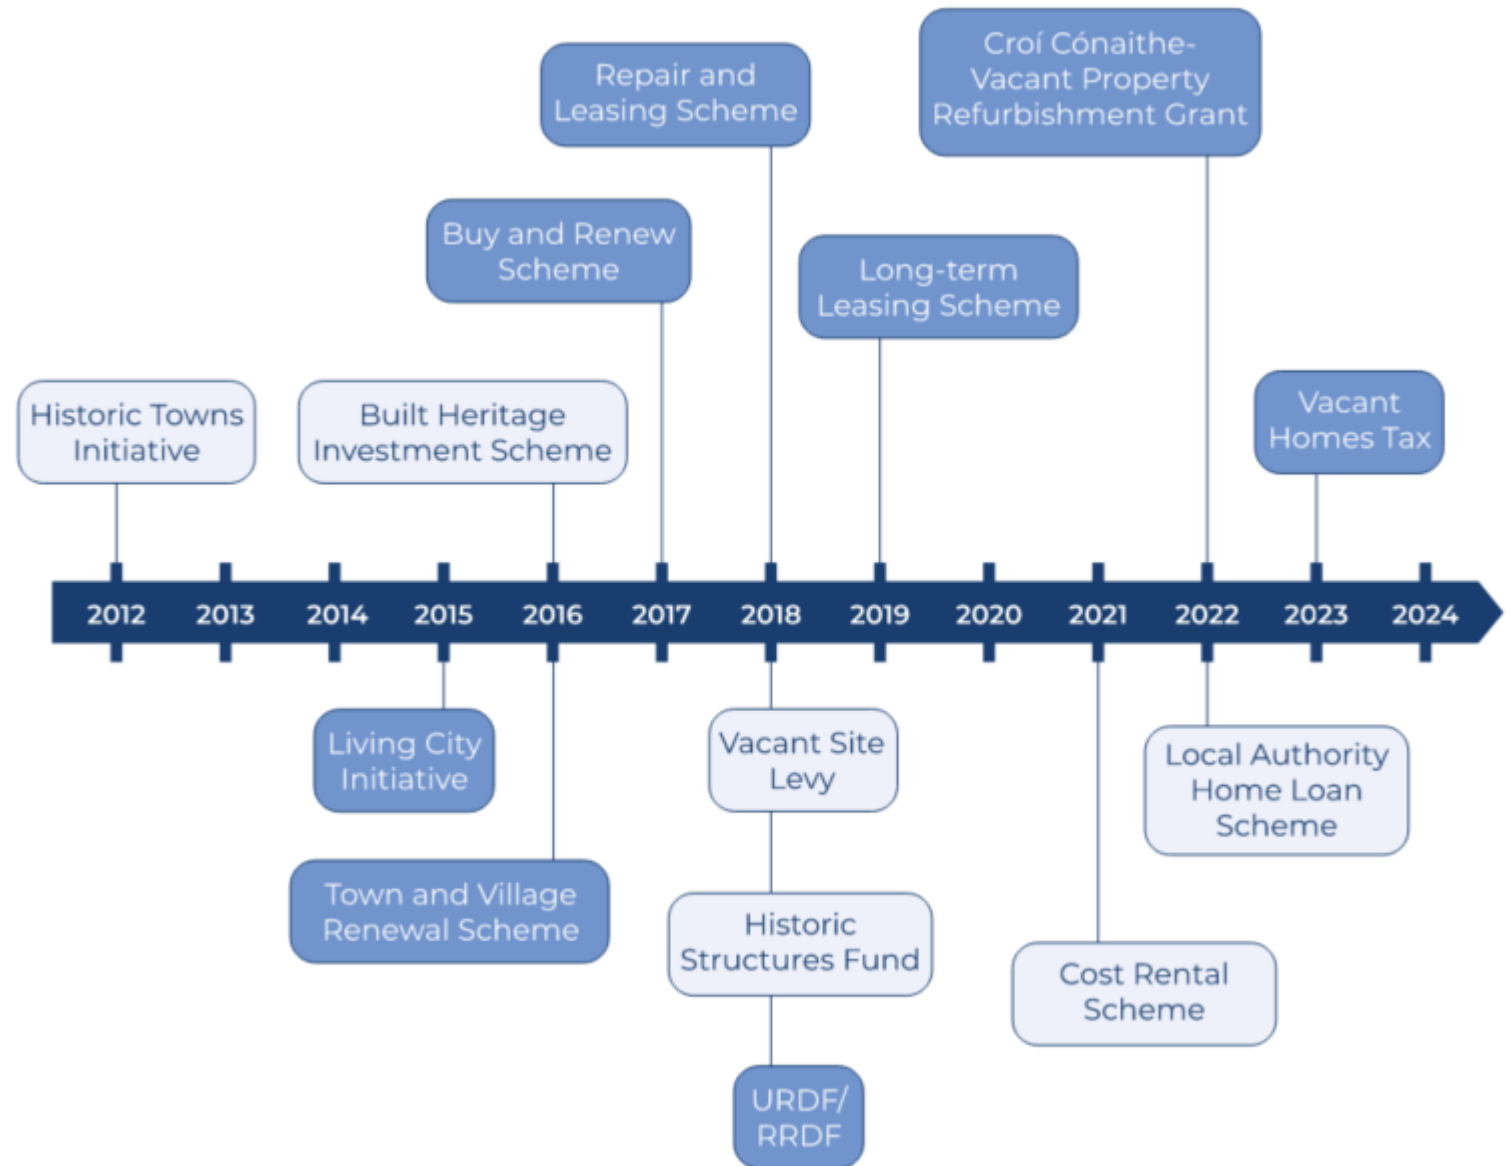 Croí Cónaithe-
Vacant Property
Refurbishment Grant
Repair and
Leasing Scheme
Buy and Renew
Scheme
Long-term
Leasing Scheme
Historic Towns
Initiative
Built Heritage
Investment Scheme
Vacant
Homes Tax
2012 2013 2014 2015 2016 2017 2018 2019 2020 2021 2022 2023 2024
Living City
Initiative
Vacant Site
Levy
Local Authority
Home Loan
Scheme
Town and Village
Renewal Scheme
Historic
Structures Fund
Cost Rental
Scheme
URDF/
RRDF